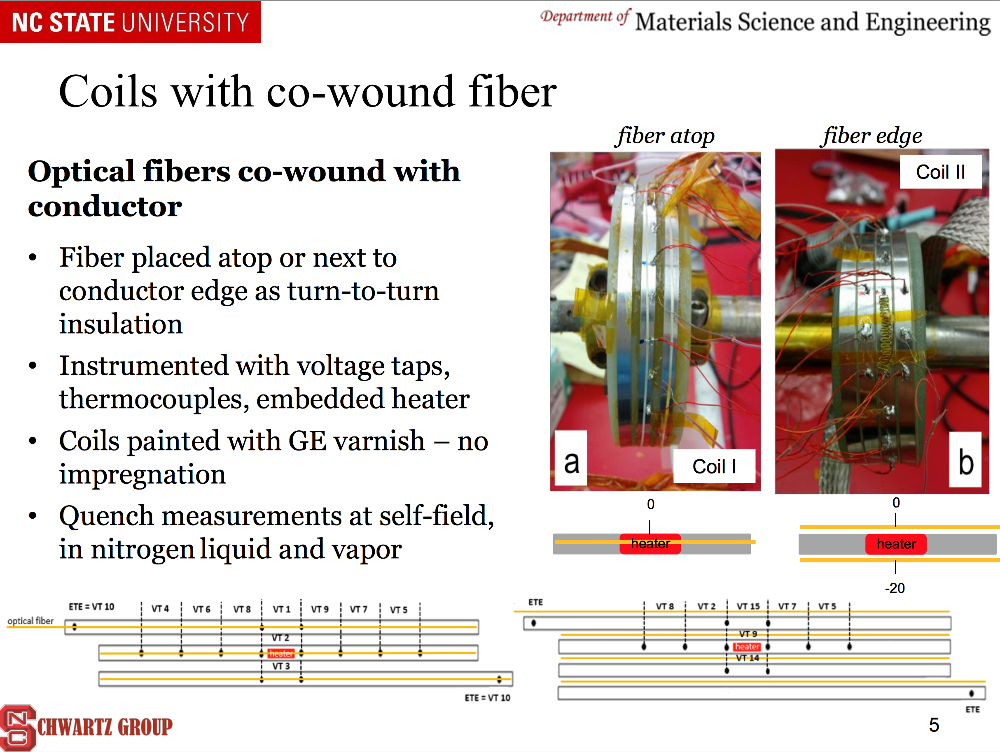 NC STATE UNIVERSITY
Department of Materials Science and Engineering
Coils with co-wound fiber
Optical fibers co-wound with
conductor
• Fiber placed atop or next to
conductor edge as turn-to-turn
insulation
• Instrumented with voltage taps,
thermocouples, embedded heater
• Coils painted with GE varnish – no
impregnation
• Quench measurements at self-field,
in nitrogen liquid and vapor
fiber atop
fiber edge
Coil II
a
Coil I
b
0
heater
0
heater
-20
ETE = VT 10
VT 4
VT 6
VT 8
VT 1
VT 9
VT 7
VT 5
optical fiber
VT 2
heater
VT 3
ETE = VT 10
ETE
VT 8
VT 2
VT 15
VT 7
VT 5
VT 9
heater
VT 14
ETE
NC
SCHWARTZ GROUP
5